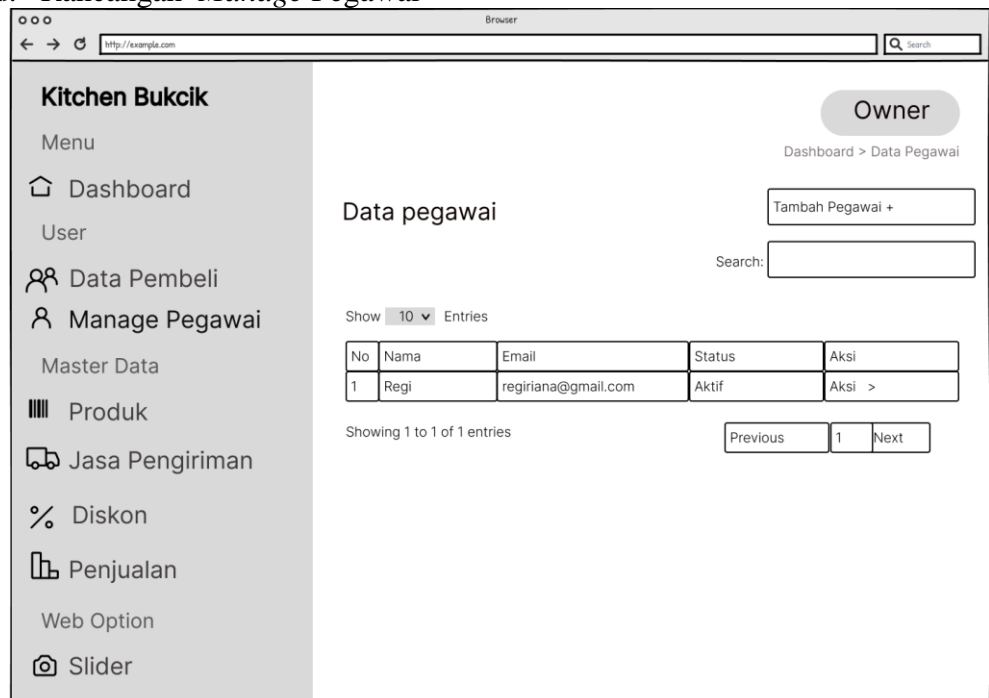 Rancangan Manage Pegawai
Browser
http://example.com
Search
Kitchen Bukcik
Menu
Dashboard
User
Data Pembeli
Manage Pegawai
Master Data
Produk
Jasa Pengiriman
Diskon
Penjualan
Web Option
Slider
Owner
Dashboard > Data Pegawai
Data pegawai
Tambah Pegawai +
Search:
Show 10 Entries
No Nama Email Status Aksi
1 Regi regiriana@gmail.com Aktif Aksi >
Showing 1 to 1 of 1 entries
Previous 1 Next